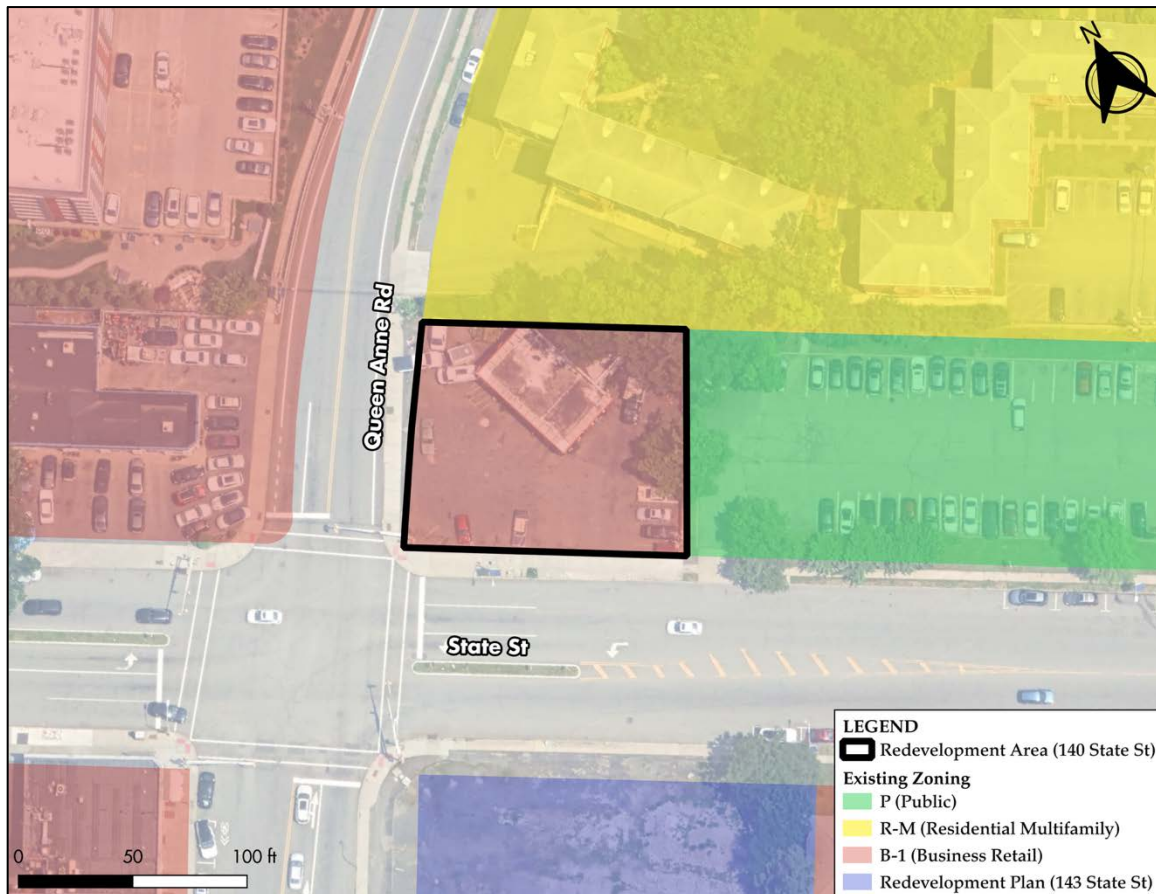 N
Queen Anne Rd
State St
LEGEND
Redevelopment Area (140 State St)
Existing Zoning
P (Public)
R-M (Residential Multifamily)
B-1 (Business Retail)
Redevelopment Plan (143 State St)
0 50 100 ft